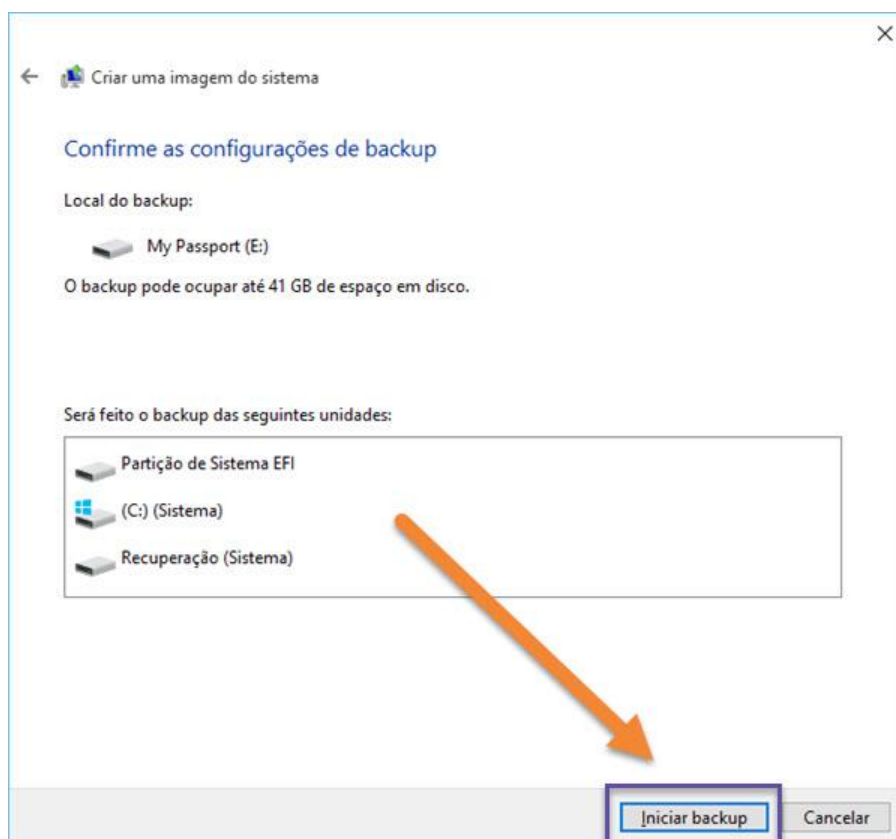 Criar uma imagem do sistema
Confirme as configurações de backup
Local do backup:
My Passport (E:)
O backup pode ocupar até 41 GB de espaço em disco.
Será feito o backup das seguintes unidades:
Partição de Sistema EFI
(C:) (Sistema)
Recuperação (Sistema)
Iniciar backup Cancelar